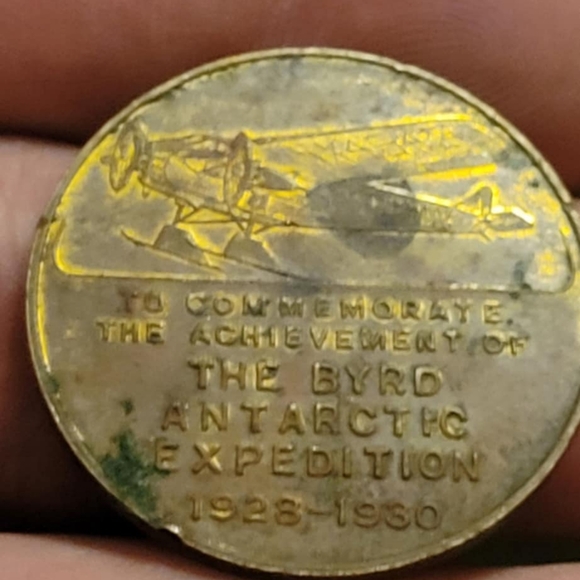 TO COMMEMORATE
THE ACHIEVEMENT OF
THE BYRD
ANTARCTIC
EXPEDITION
1928-1930